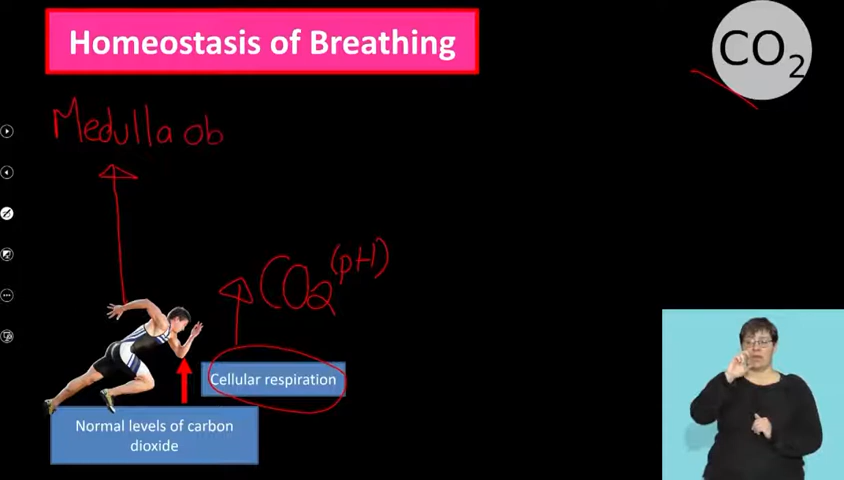 Homeostasis of Breathing
CO₂
Medulla ob
CO₂ (pH)
Cellular respiration
Normal levels of carbon
dioxide